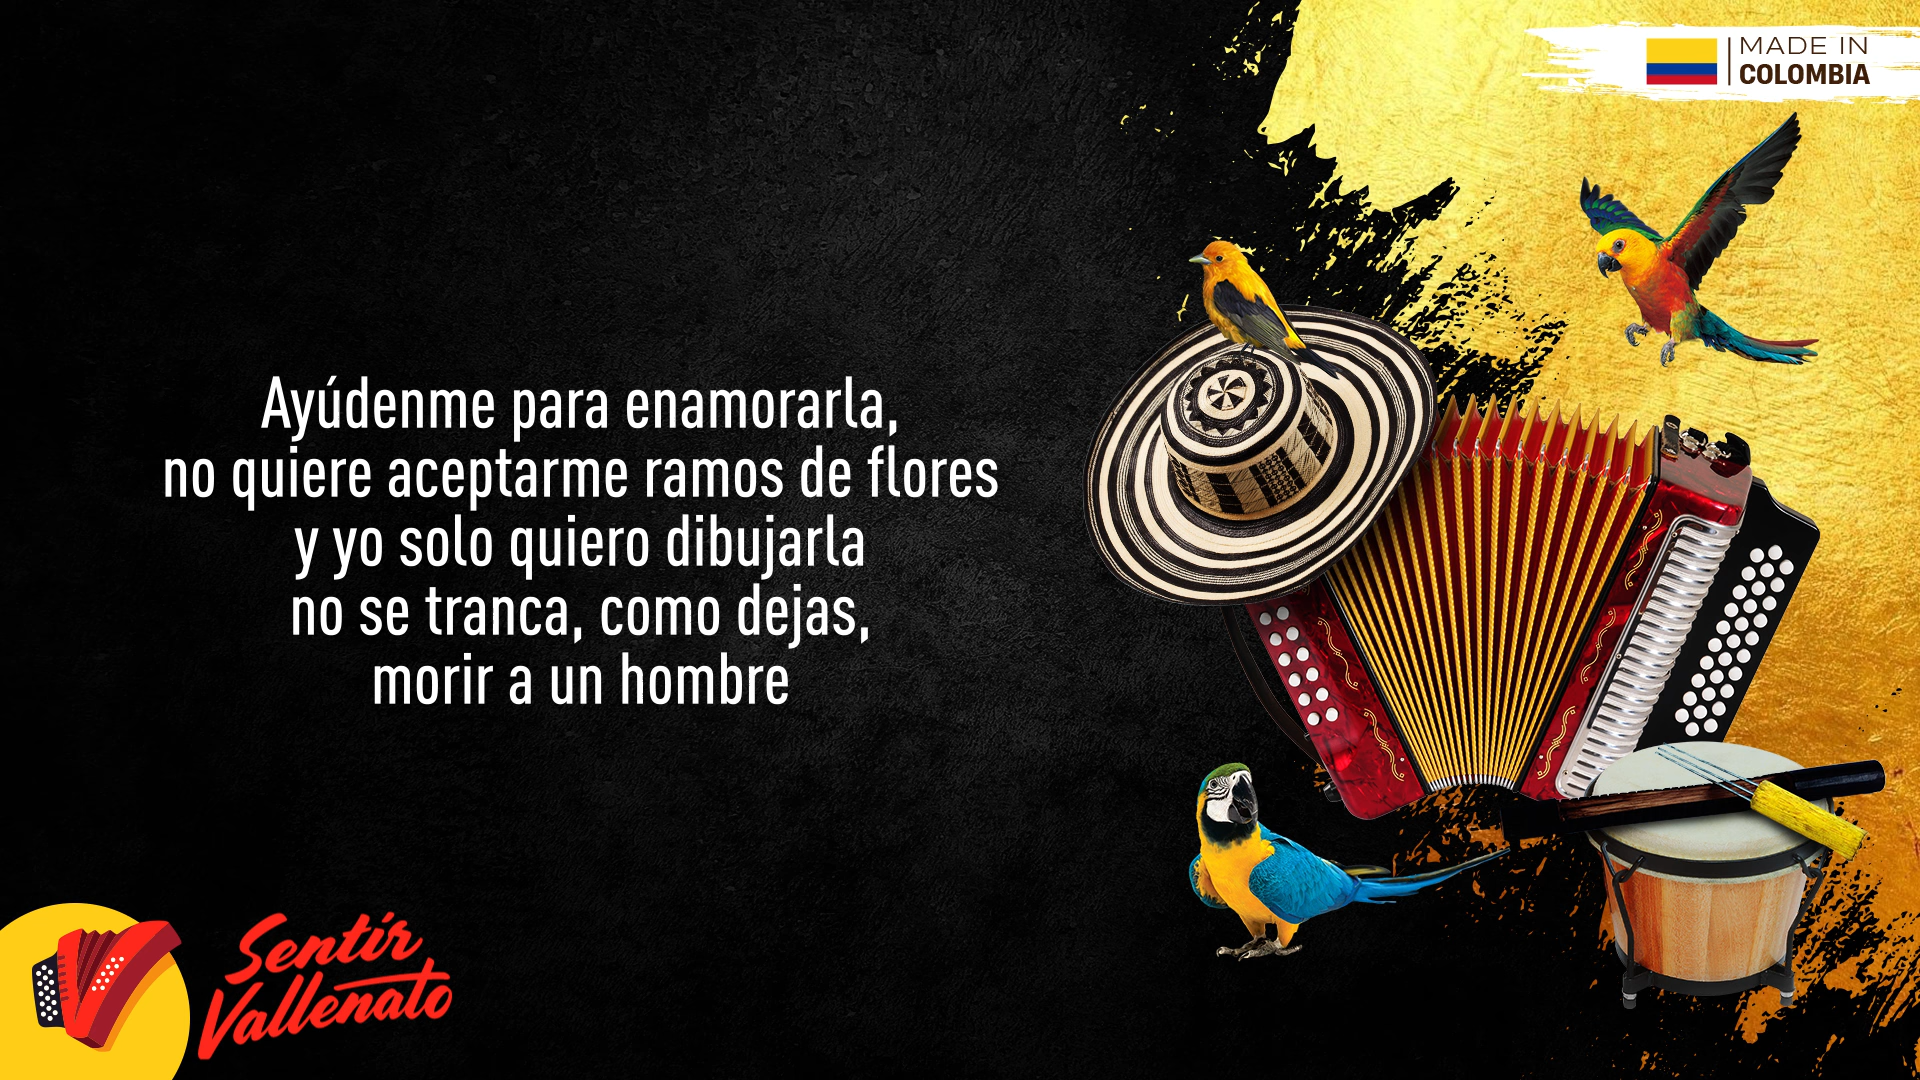 MADE IN
COLOMBIA
Ayúdenme para enamorarla,
no quiere aceptarme ramos de flores
y yo solo quiero dibujarla
no se tranca, como dejas,
morir a un hombre
Sentir
Vallenato